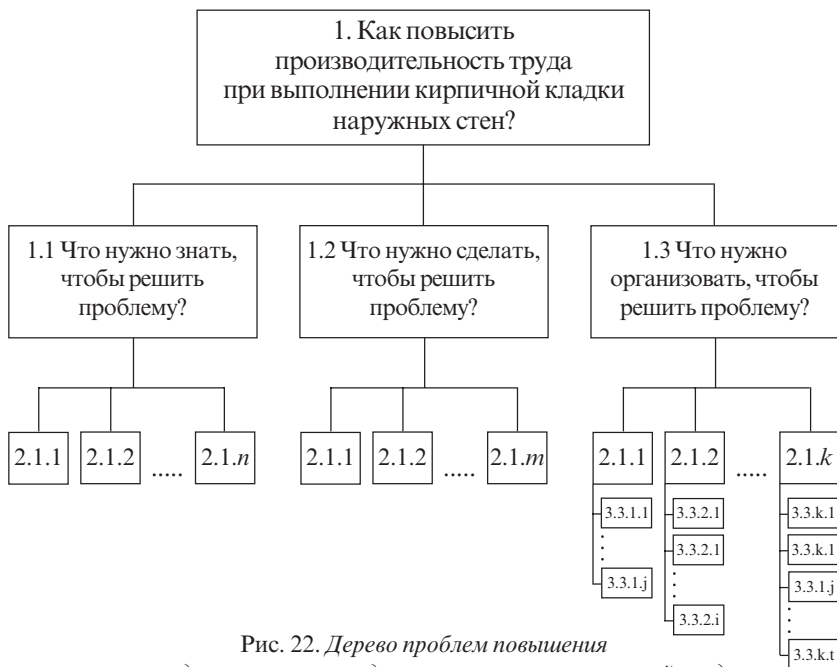 1. Как повысить
производительность труда
при выполнении кирпичной кладки
наружных стен?
1.1 Что нужно знать,
чтобы решить
проблему?
1.2 Что нужно сделать,
чтобы решить
проблему?
1.3 Что нужно
организовать, чтобы
решить проблему?
2.1.1 2.1.2 ..... 2.1.n
2.1.1 2.1.2 ..... 2.1.m
2.1.1 2.1.2 ..... 2.1.k
3.3.1.1
3.3.1.j
3.3.2.1
3.3.2.1
3.3.2.i
3.3.k.1
3.3.k.1
3.3.1.j
3.3.k.t
Рис. 22. Дерево проблем повышения